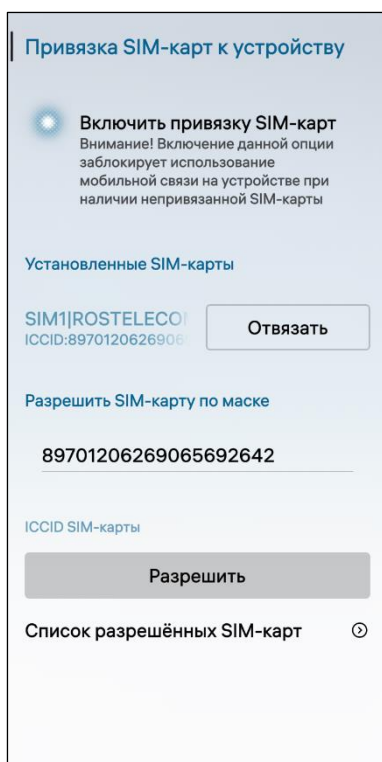 Привязка SIM-карт к устройству
Включить привязку SIM-карт
Внимание! Включение данной опции
заблокирует использование
мобильной связи на устройстве при
наличии непривязанной SIM-карты
Установленные SIM-карты
SIM1|ROSTELECO
Отвязать
ICCID:8970120626906
Разрешить SIM-карту по маске
89701206269065692642
ICCID SIM-карты
Разрешить
Список разрешённых SIM-карт